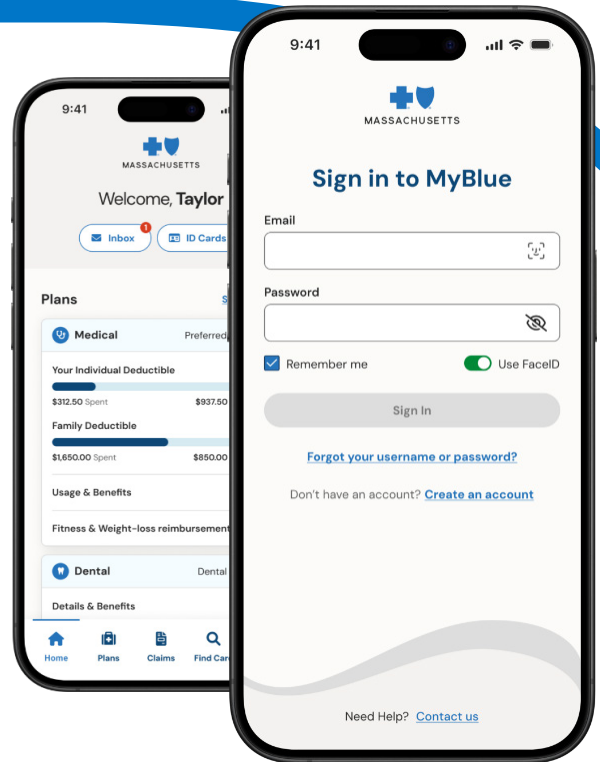 9:41
MASSACHUSETTS
Welcome, Taylor
Inbox
1
ID Cards
Plans
Medical
Preferred
Your Individual Deductible
$312.50 Spent
$937.50
Family Deductible
$1,650.00 Spent
$850.00
Usage & Benefits
Fitness & Weight-loss reimbursement
Dental
Dental
Details & Benefits
Home
Plans
Claims
Find Care
9:41
MASSACHUSETTS
Sign in to MyBlue
Email
Password
Remember me
Use FaceID
Sign In
Forgot your username or password?
Don't have an account? Create an account
Need Help? Contact us